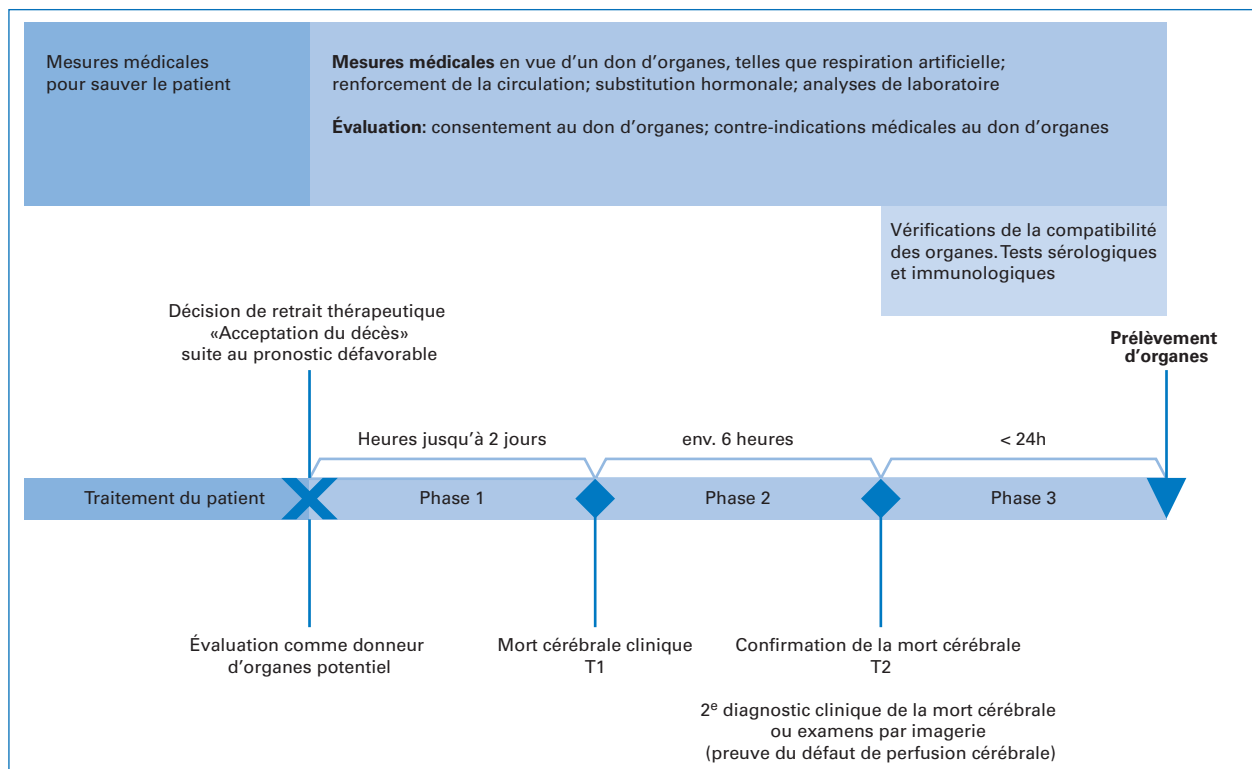 Mesures médicales
pour sauver le patient
Mesures médicales en vue d'un don d'organes, telles que respiration artificielle;
renforcement de la circulation; substitution hormonale; analyses de laboratoire
Évaluation: consentement au don d'organes; contre-indications médicales au don d'organes
Vérifications de la compatibilité
des organes. Tests sérologiques
et immunologiques
Décision de retrait thérapeutique
«Acceptation du décès»
suite au pronostic défavorable
Prélèvement
d'organes
Heures jusqu'à 2 jours
env. 6 heures
< 24h
Traitement du patient
Phase 1
Phase 2
Phase 3
Évaluation comme donneur
d'organes potentiel
Mort cérébrale clinique
T1
Confirmation de la mort cérébrale
T2
2e diagnostic clinique de la mort cérébrale
ou examens par imagerie
(preuve du défaut de perfusion cérébrale)